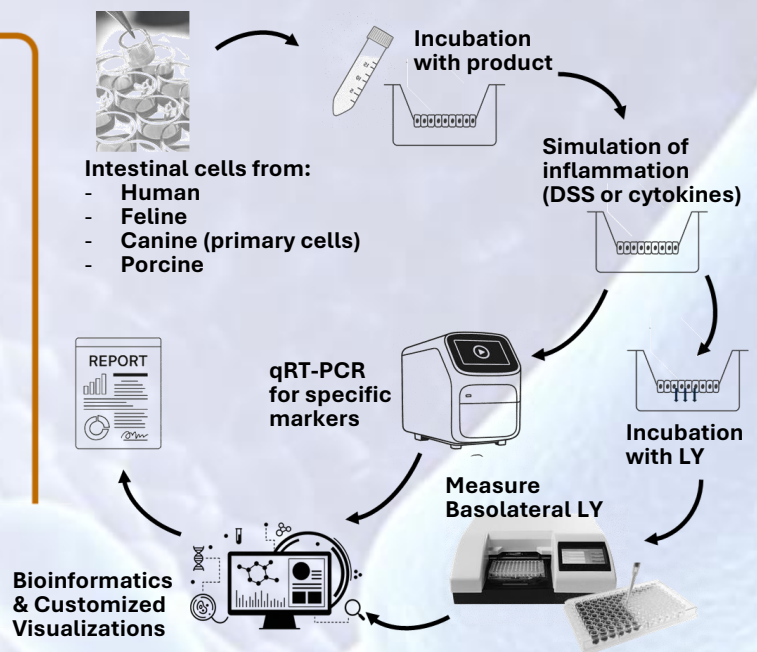 Incubation
with product
Intestinal cells from:
- Human
- Feline
- Canine (primary cells)
- Porcine
Simulation of
inflammation
(DSS or cytokines)
qRT-PCR
for specific
markers
Incubation
with LY
Measure
Basolateral LY
REPORT
Bioinformatics
& Customized
Visualizations